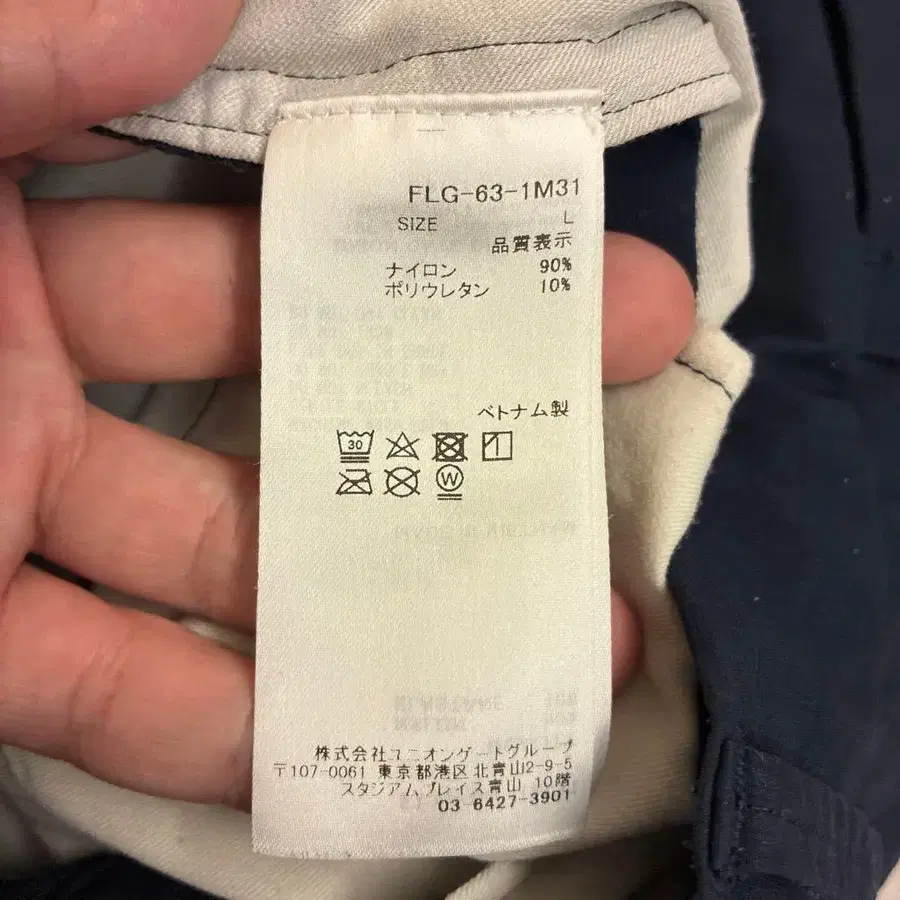 FLG-63-1M31
SIZE L
品質表示
ナイロン 90%
ポリウレタン 10%
ベトナム製
30
W
株式会社ユニオンゲートグループ
〒107-0061 東京都港区北青山2-9-5
スタジアムプレイス青山 10階
03 6427-3901